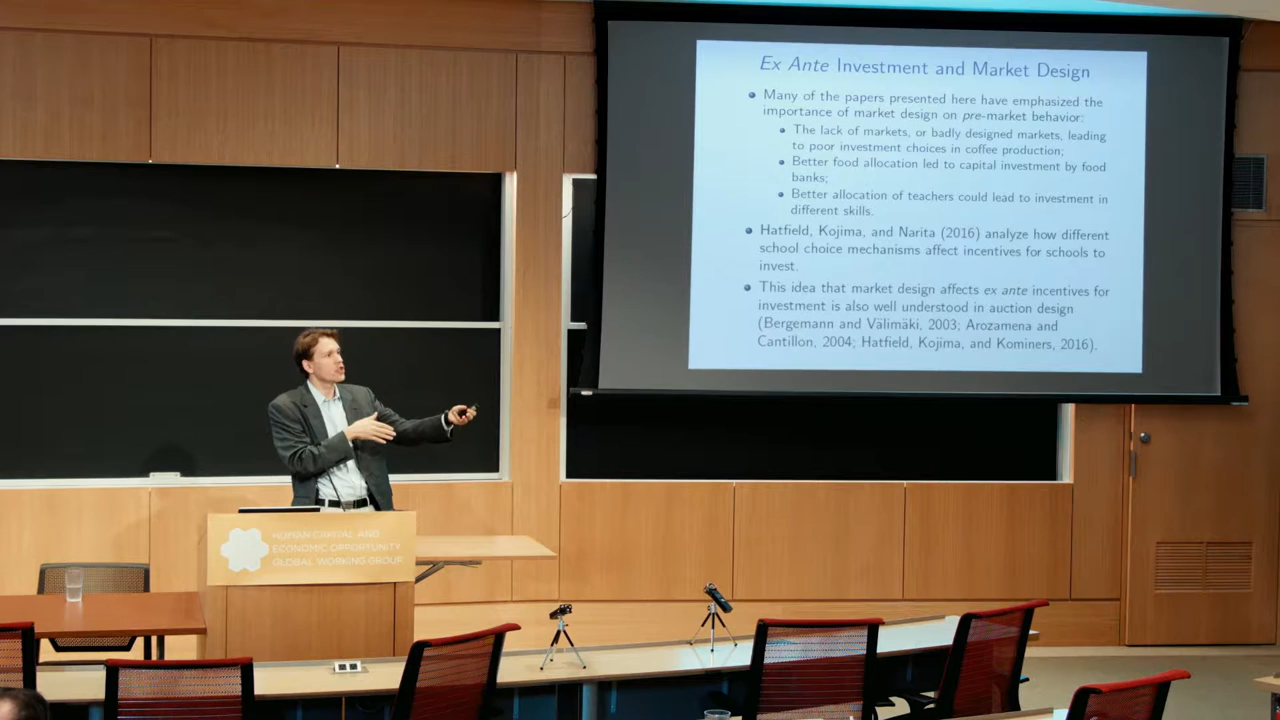 Ex Ante Investment and Market Design
Many of the papers presented here have emphasized the
importance of market design on pre-market behavior:
The lack of markets, or badly designed markets, leading
to poor investment choices in coffee production;
Better food allocation led to capital investment by food
banks;
Better allocation of teachers could lead to investment in
different skills.
Hatfield, Kojima, and Narita (2016) analyze how different
school choice mechanisms affect incentives for schools to
invest.
This idea that market design affects ex ante incentives for
investment is also well understood in auction design
(Bergemann and Välimäki, 2003; Arozamena and
Cantillon, 2004; Hatfield, Kojima, and Kominers, 2016).
HUMAN CAPITAL AND
ECONOMIC OPPORTUNITY
GLOBAL WORKING GROUP